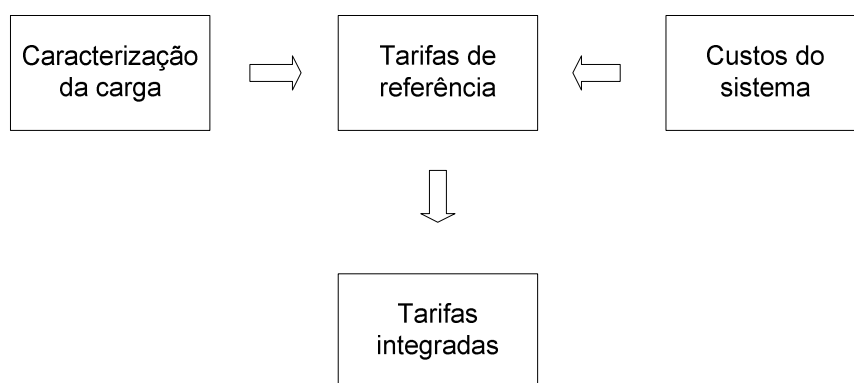 Caracterização
da carga
Tarifas de
referência
Custos do
sistema
Tarifas
integradas